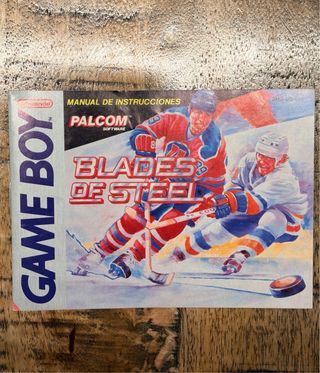 Nintendo
GAME BOY
MANUAL DE INSTRUCCIONES
PALCOM
SOFTWARE
BLADES
OF STEEL